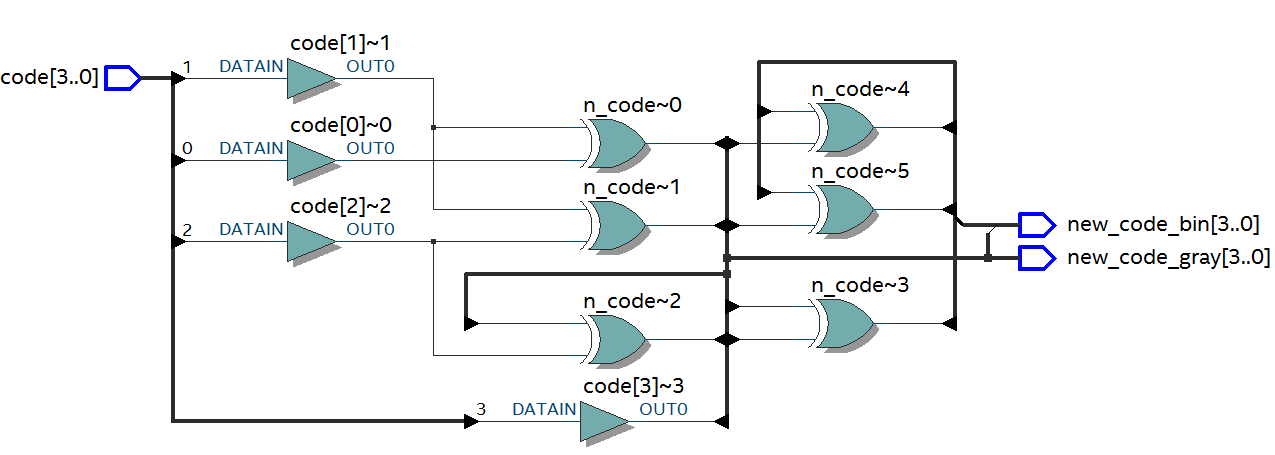 code[1]~1
code[3..0]
1
DATAIN
OUT0
n_code~4
n_code~0
code[0]~0
0
DATAIN
OUT0
n_code~5
n_code~1
code[2]~2
2
DATAIN
OUT0
new_code_bin[3..0]
new_code_gray[3..0]
n_code~3
n_code~2
code[3]~3
3
DATAIN
OUT0